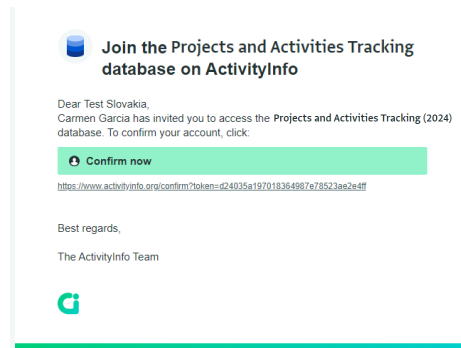 Join the Projects and Activities Tracking
database on ActivityInfo
Dear Test Slovakia,
Carmen Garcia has invited you to access the Projects and Activities Tracking (2024)
database. To confirm your account, click:
Confirm now
https://www.activityinfo.org/confirm?token=d24035a197018364987e78523ae2e4ff
Best regards,
The ActivityInfo Team